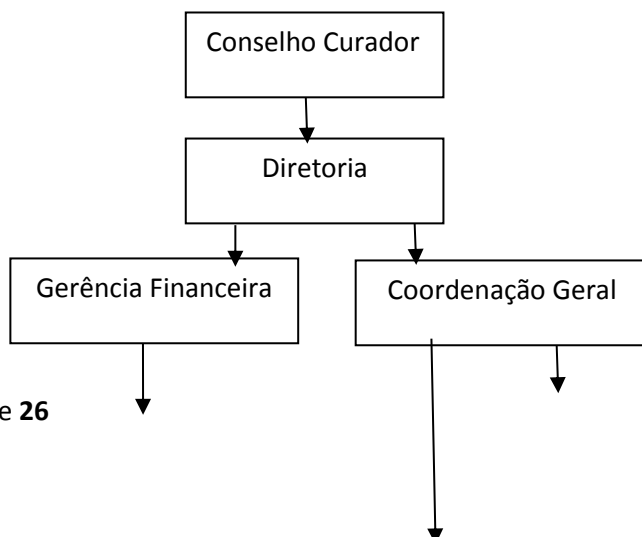 Conselho Curador
Diretoria
Gerência Financeira
Coordenação Geral
e 26